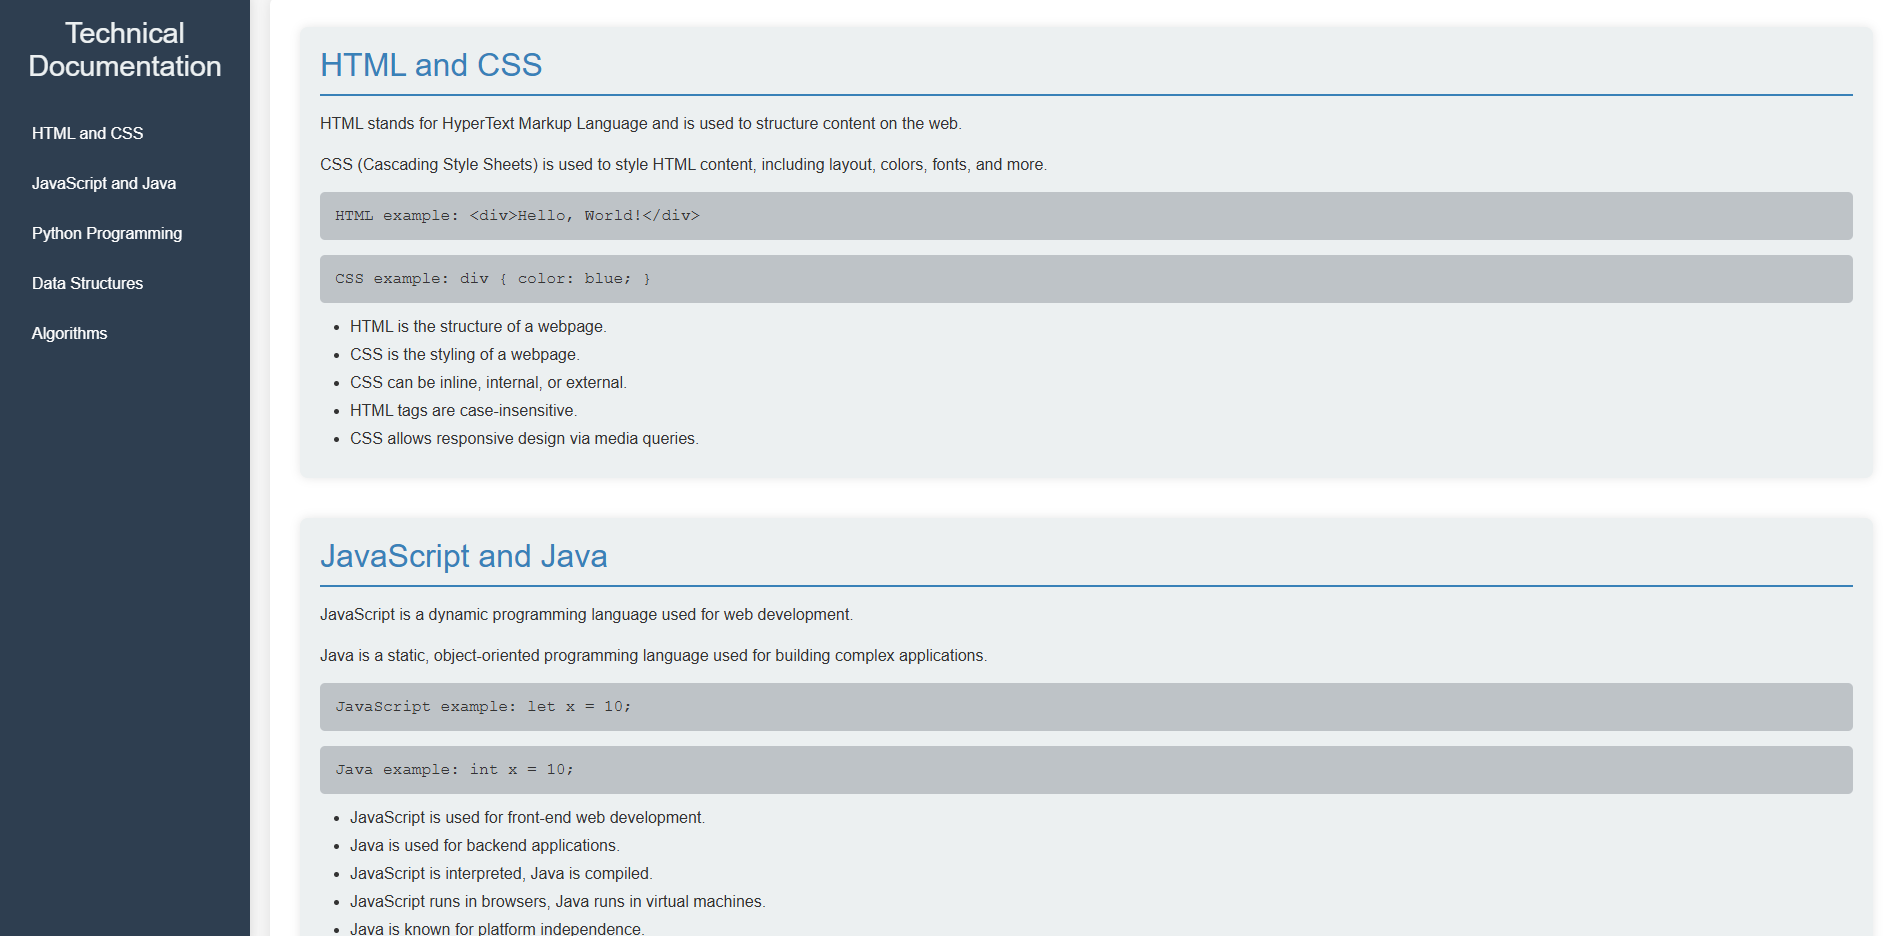 Technical
Documentation
HTML and CSS
JavaScript and Java
Python Programming
Data Structures
Algorithms
HTML and CSS
HTML stands for HyperText Markup Language and is used to structure content on the web.
CSS (Cascading Style Sheets) is used to style HTML content, including layout, colors, fonts, and more.
HTML example: <div>Hello, World!</div>
CSS example: div { color: blue; }
• HTML is the structure of a webpage.
• CSS is the styling of a webpage.
• CSS can be inline, internal, or external.
• HTML tags are case-insensitive.
• CSS allows responsive design via media queries.
JavaScript and Java
JavaScript is a dynamic programming language used for web development.
Java is a static, object-oriented programming language used for building complex applications.
JavaScript example: let x = 10;
Java example: int x = 10;
• JavaScript is used for front-end web development.
• Java is used for backend applications.
• JavaScript is interpreted, Java is compiled.
• JavaScript runs in browsers, Java runs in virtual machines.
• Java is known for platform independence.